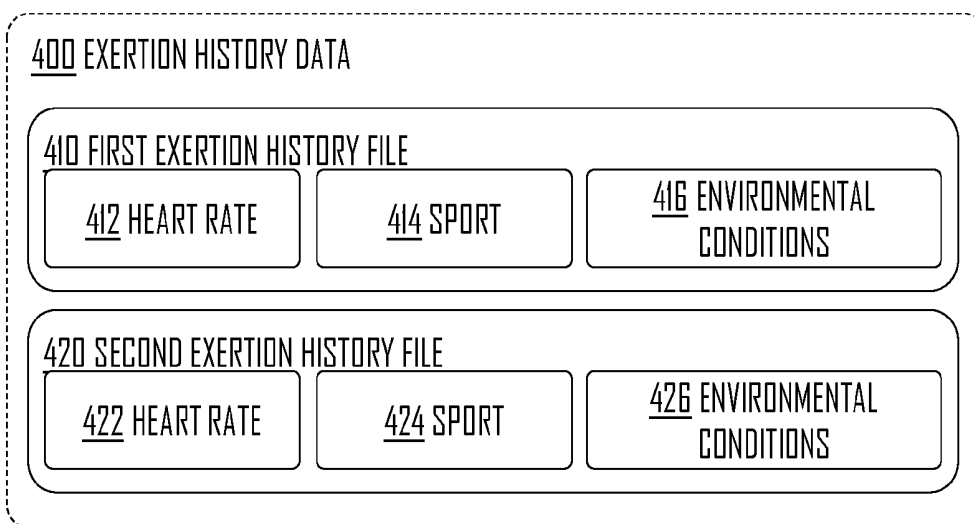 400 EXERTION HISTORY DATA
410 FIRST EXERTION HISTORY FILE
412 HEART RATE
414 SPORT
416 ENVIRONMENTAL
CONDITIONS
420 SECOND EXERTION HISTORY FILE
422 HEART RATE
424 SPORT
426 ENVIRONMENTAL
CONDITIONS